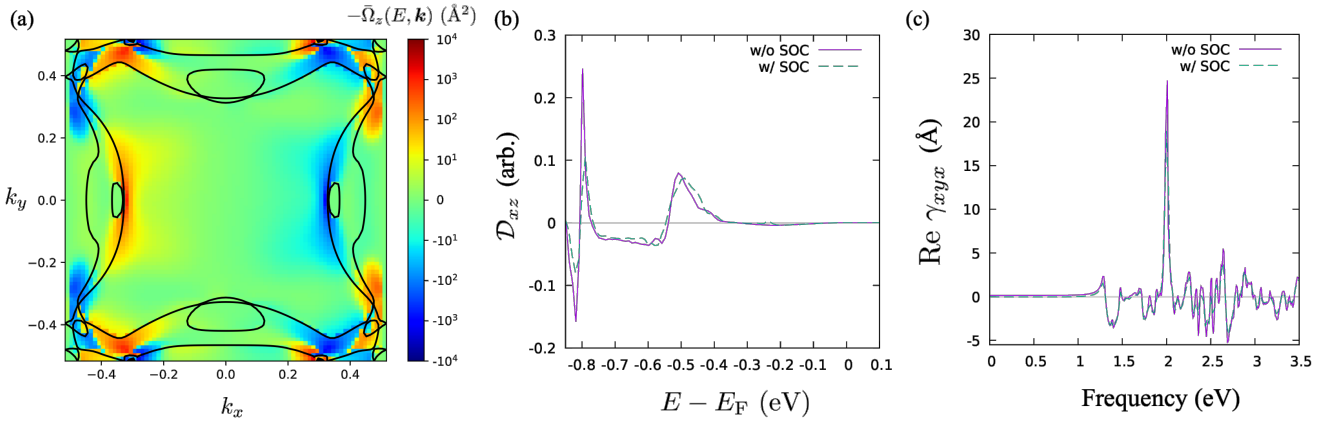 (a)
−Ω̄z(E, k) (Å²)
0.4
0.2
0.0
−0.2
−0.4
ky
−0.4
−0.2
0.0
0.2
0.4
kx
10⁴
10³
10²
10¹
0
−10¹
−10²
−10³
−10⁴
(b)
w/o SOC
w/ SOC
0.3
0.2
0.1
0
-0.1
-0.2
𝒟xz (arb.)
-0.8 -0.7 -0.6 -0.5 -0.4 -0.3 -0.2 -0.1 0 0.1
E − EF (eV)
(c)
w/o SOC
w/ SOC
30
25
20
15
10
5
0
-5
Re γxyx (Å)
0 0.5 1 1.5 2 2.5 3 3.5
Frequency (eV)